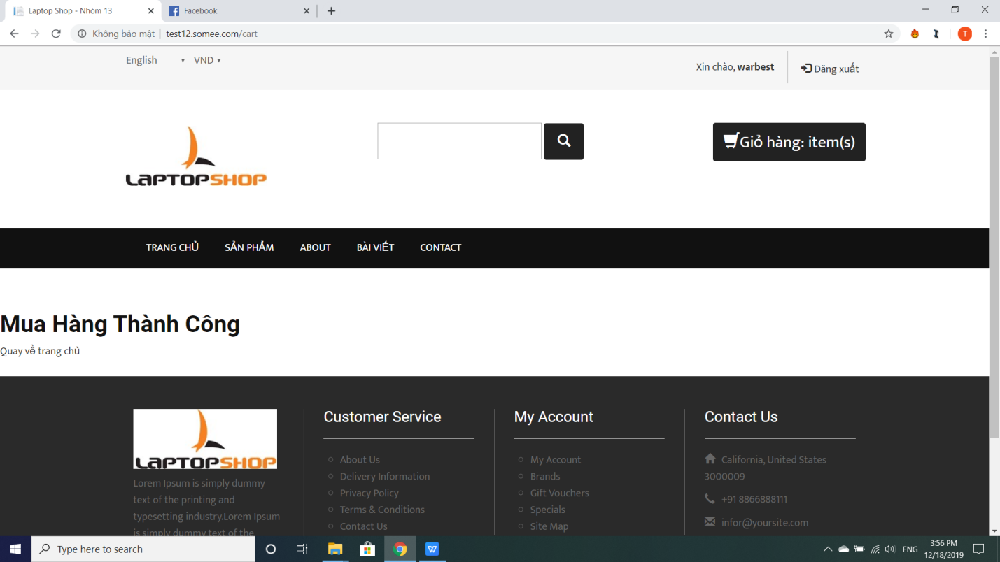 Laptop Shop - Nhóm 13
Facebook
Không bảo mật
test12.somee.com/cart
T
English
VND
Xin chào, warbest
Đăng xuất
LAPTOPSHOP
Giỏ hàng: item(s)
TRANG CHỦ
SẢN PHẨM
ABOUT
BÀI VIẾT
CONTACT
Mua Hàng Thành Công
Quay về trang chủ
LAPTOPSHOP
Lorem Ipsum is simply dummy
text of the printing and
typesetting industry.Lorem Ipsum
is simply dummy text of the
Customer Service
About Us
Delivery Information
Privacy Policy
Terms & Conditions
Contact Us
My Account
My Account
Brands
Gift Vouchers
Specials
Site Map
Contact Us
California, United States
3000009
+91 8866888111
infor@yoursite.com
Type here to search
W
ENG
3:56 PM
12/18/2019